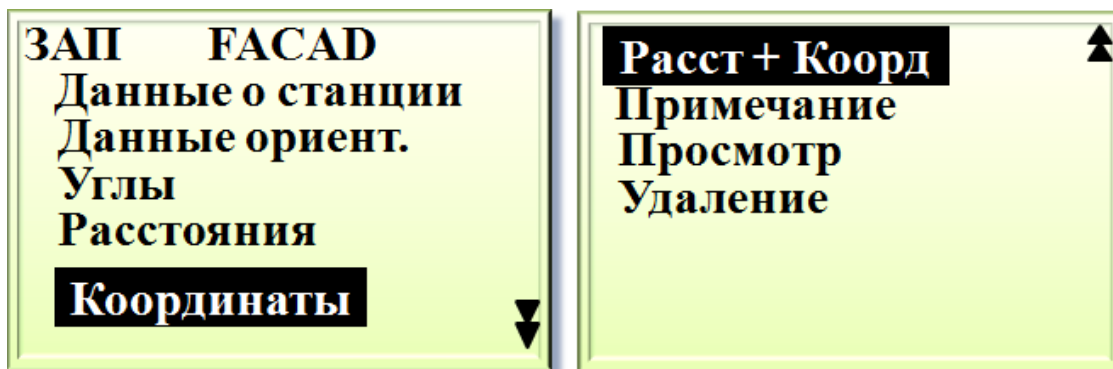 ЗАП FACAD
Данные о станции
Данные ориент.
Углы
Расстояния
Координаты
Расст + Коорд
Примечание
Просмотр
Удаление